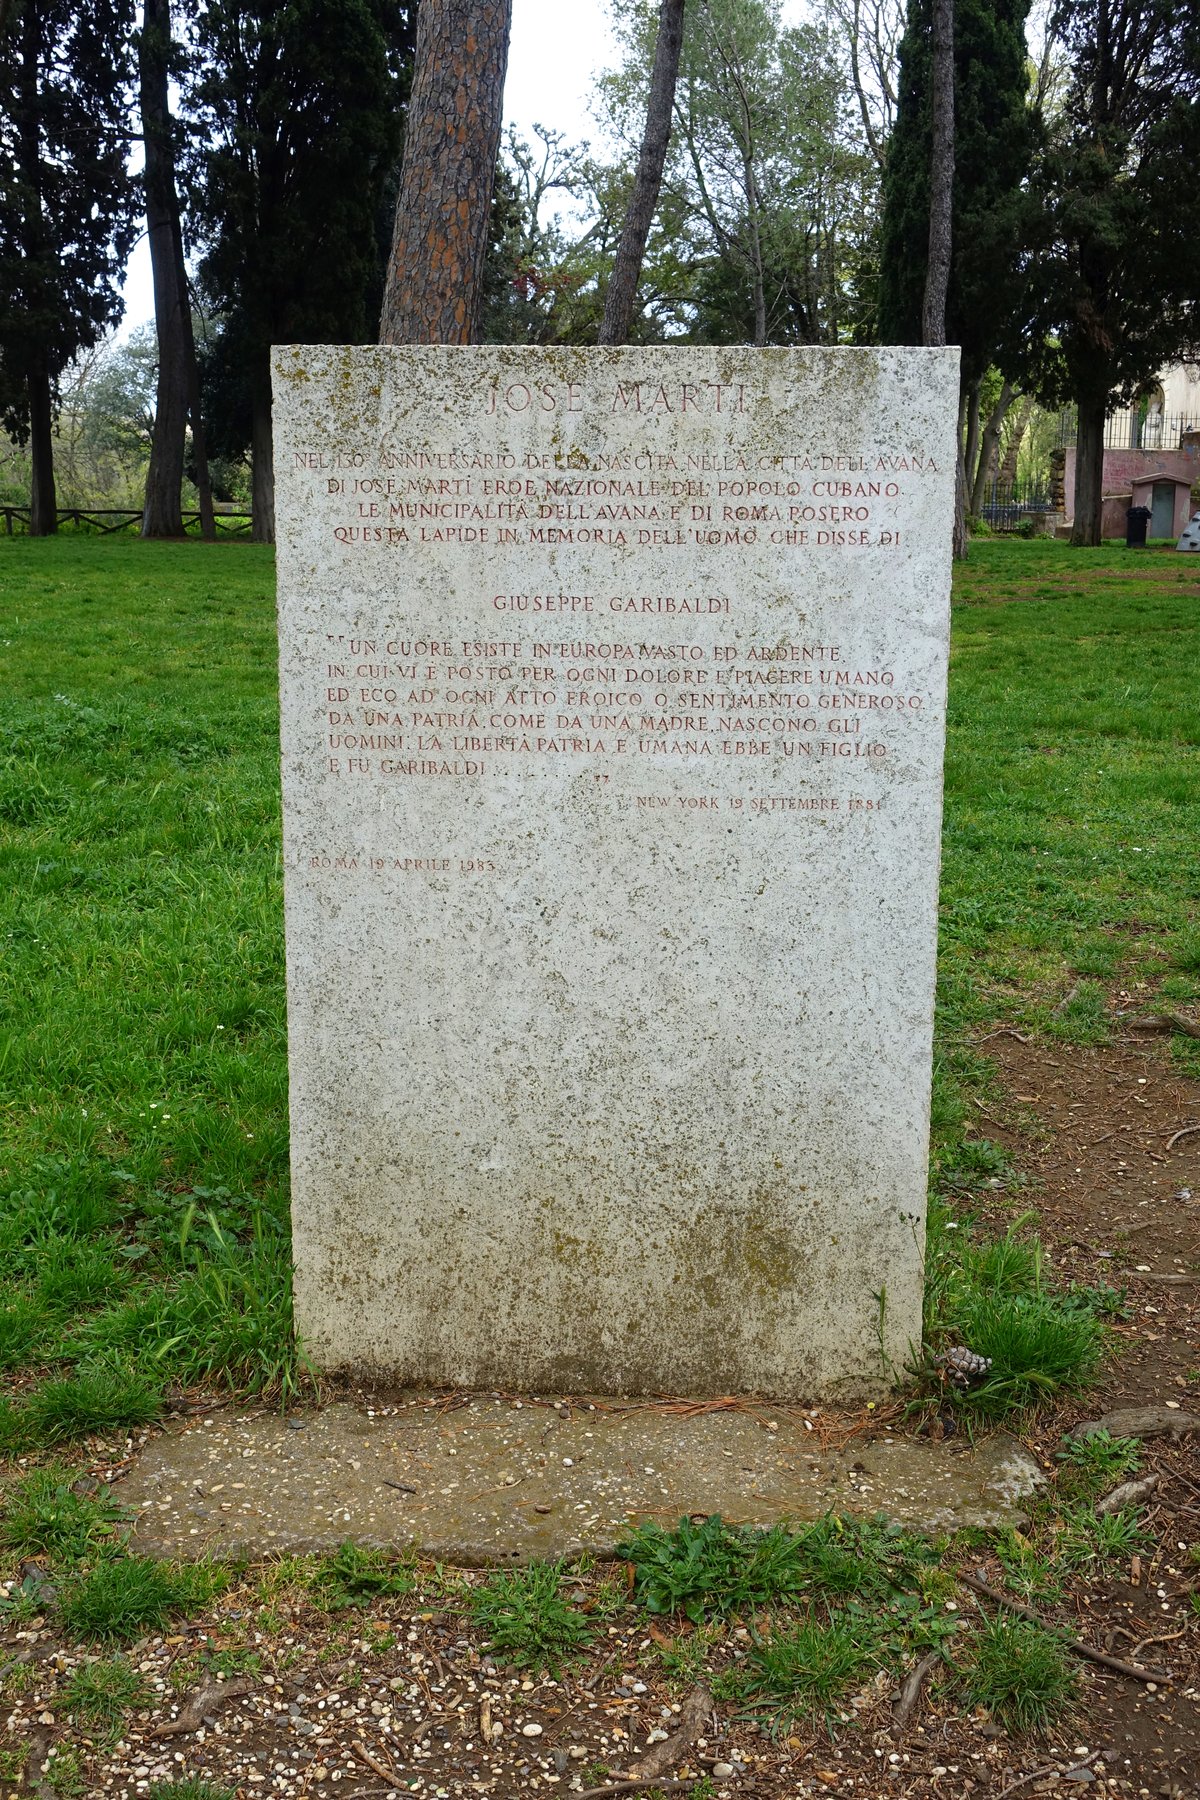 JOSÉ MARTÌ
NEL 130° ANNIVERSARIO DELLA NASCITA NELLA CITTÀ DELL'AVANA
DI JOSÉ MARTÌ EROE NAZIONALE DEL POPOLO CUBANO
LE MUNICIPALITÀ DELL'AVANA E DI ROMA POSERO
QUESTA LAPIDE IN MEMORIA DELL'UOMO CHE DISSE DI
GIUSEPPE GARIBALDI
"UN CUORE ESISTE IN EUROPA VASTO ED ARDENTE
IN CUI VI È POSTO PER OGNI DOLORE E PIACERE UMANO
ED ECO AD OGNI ATTO EROICO O SENTIMENTO GENEROSO.
DA UNA PATRIA, COME DA UNA MADRE, NASCONO GLI
UOMINI. LA LIBERTÀ PATRIA E UMANA EBBE UN FIGLIO
E FU GARIBALDI .........."
NEW YORK 19 SETTEMBRE 1881
ROMA 19 APRILE 1983